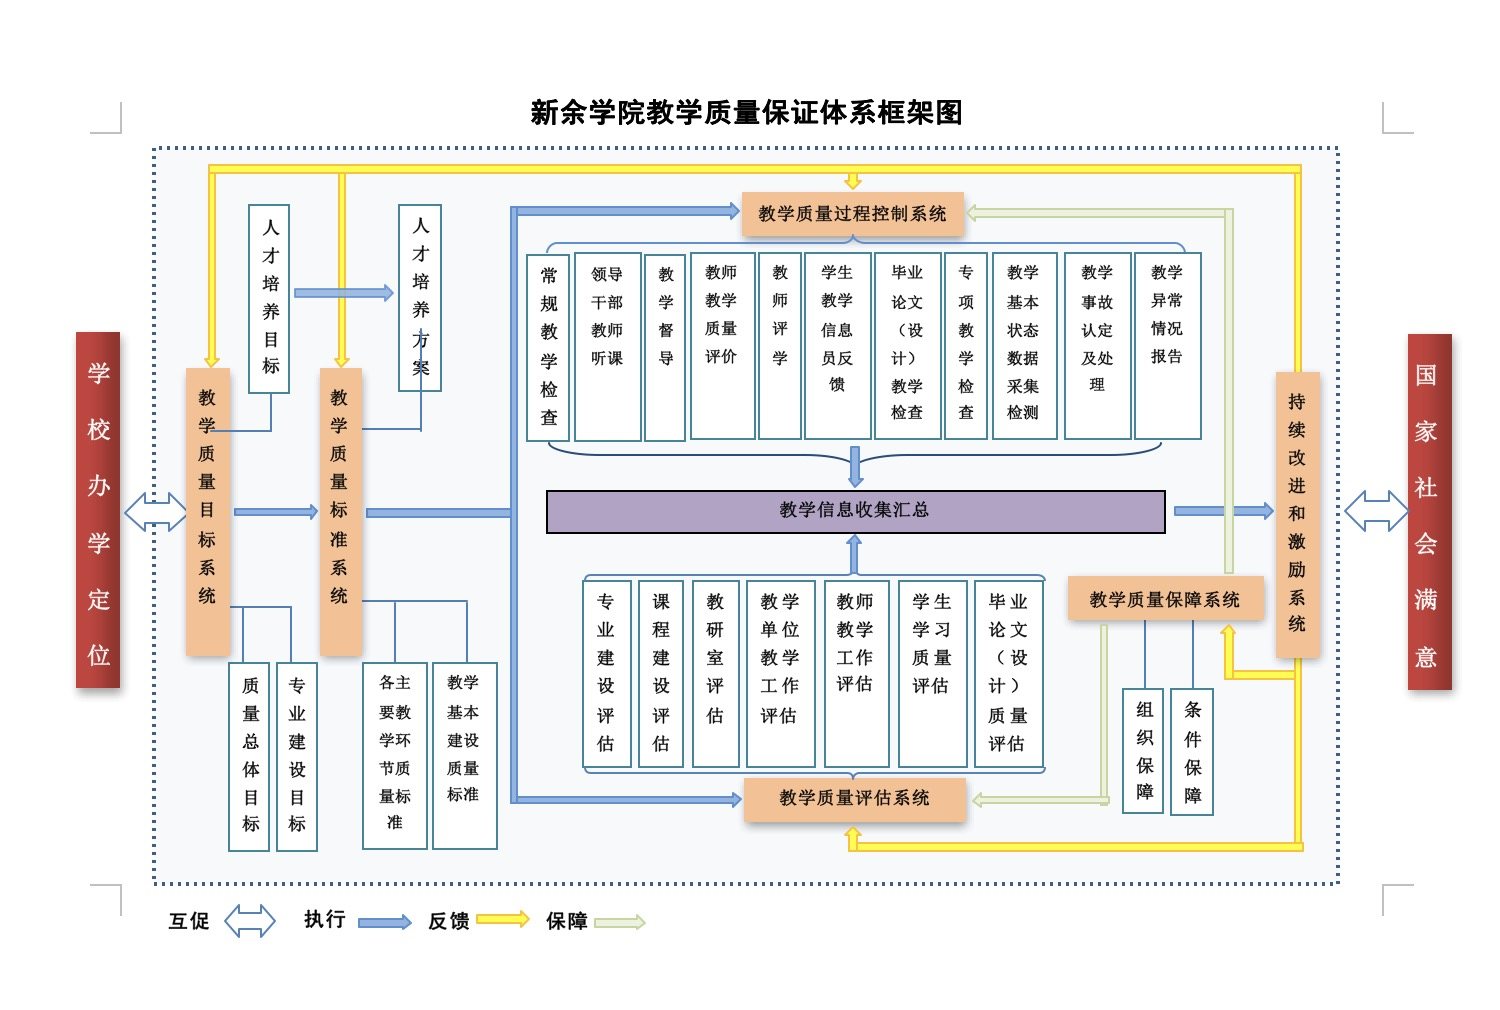 新余学院教学质量保证体系框架图
学校办学定位
教学质量目标系统
人才培养目标
质量总体目标
专业建设目标
教学质量标准系统
人才培养方案
各主
要教
学环
节质
量标
准
教学
基本
建设
质量
标准
教学质量过程控制系统
常规教学检查
领导
干部
教师
听课
教学督导
教师
教学
质量
评价
教师评学
学生
教学
信息
员反
馈
毕业
论文
（设
计）
教学
检查
专项教学检查
教学
基本
状态
数据
采集
检测
教学
事故
认定
及处
理
教学
异常
情况
报告
教学信息收集汇总
专业建设评估
课程建设评估
教研室评估
教学
单位
教学
工作
评估
教师
教学
工作
评估
学生
学习
质量
评估
毕业
论文
（设
计）
质量
评估
教学质量评估系统
教学质量保障系统
组织保障
条件保障
持续改进和激励系统
国家社会满意
互促
执行
反馈
保障